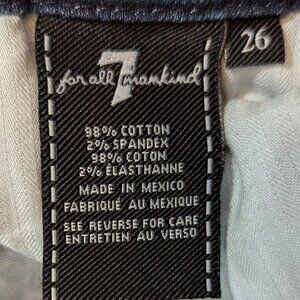 26
for all 7 mankind
98% COTTON
2% SPANDEX
98% COTON
2% ÉLASTHANNE
MADE IN MEXICO
FABRIQUÉ AU MEXIQUE
SEE REVERSE FOR CARE
ENTRETIEN AU VERSO